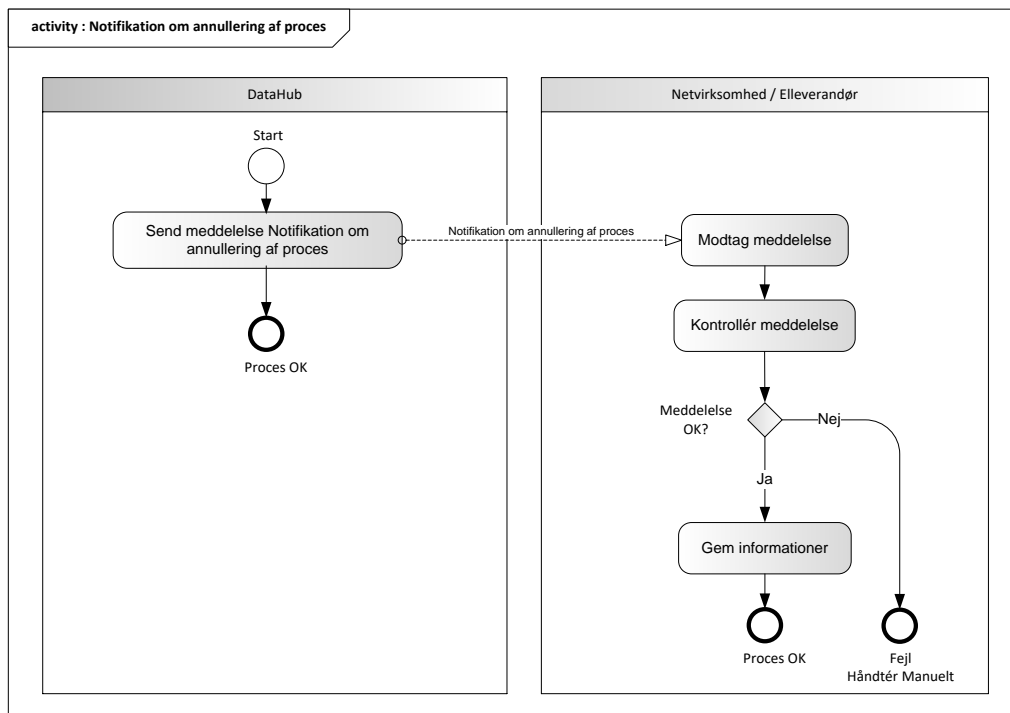 activity : Notifikation om annullering af proces
DataHub
Netvirksomhed / Elleverandør
Start
Send meddelelse Notifikation om
annullering af proces
Notifikation om annullering af proces
Modtag meddelelse
Proces OK
Kontrollér meddelelse
Meddelelse
OK?
Nej
Ja
Gem informationer
Proces OK
Fejl
Håndtér Manuelt